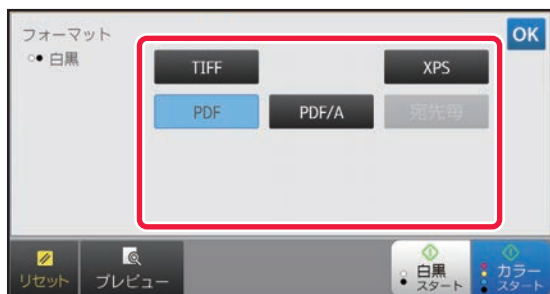 フォーマット
OK
白黒
TIFF
XPS
PDF
PDF/A
宛先毎
リセット
プレビュー
白黒
スタート
カラー
スタート